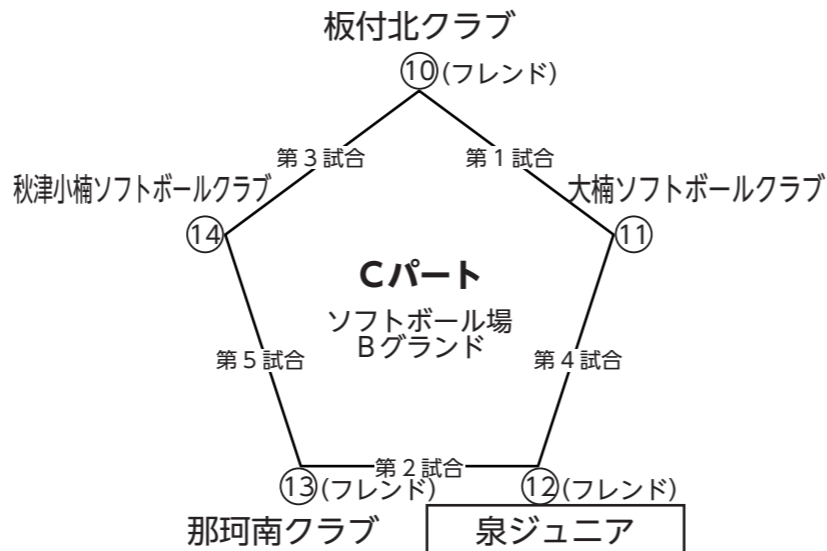 板付北クラブ
⑩(フレンド)
第3試合
第1試合
秋津小楠ソフトボールクラブ
大楠ソフトボールクラブ
⑭
⑪
Cパート
ソフトボール場
Bグランド
第5試合
第4試合
第2試合
⑬(フレンド)
⑫(フレンド)
那珂南クラブ
泉ジュニア